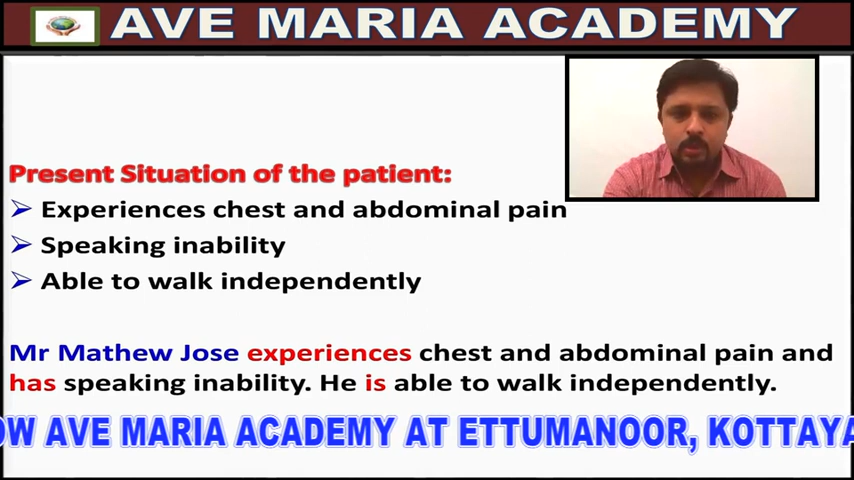 AVE MARIA ACADEMY
Present Situation of the patient:
➢ Experiences chest and abdominal pain
➢ Speaking inability
➢ Able to walk independently
Mr Mathew Jose experiences chest and abdominal pain and
has speaking inability. He is able to walk independently.
OW AVE MARIA ACADEMY AT ETTUMANOOR, KOTTAYA